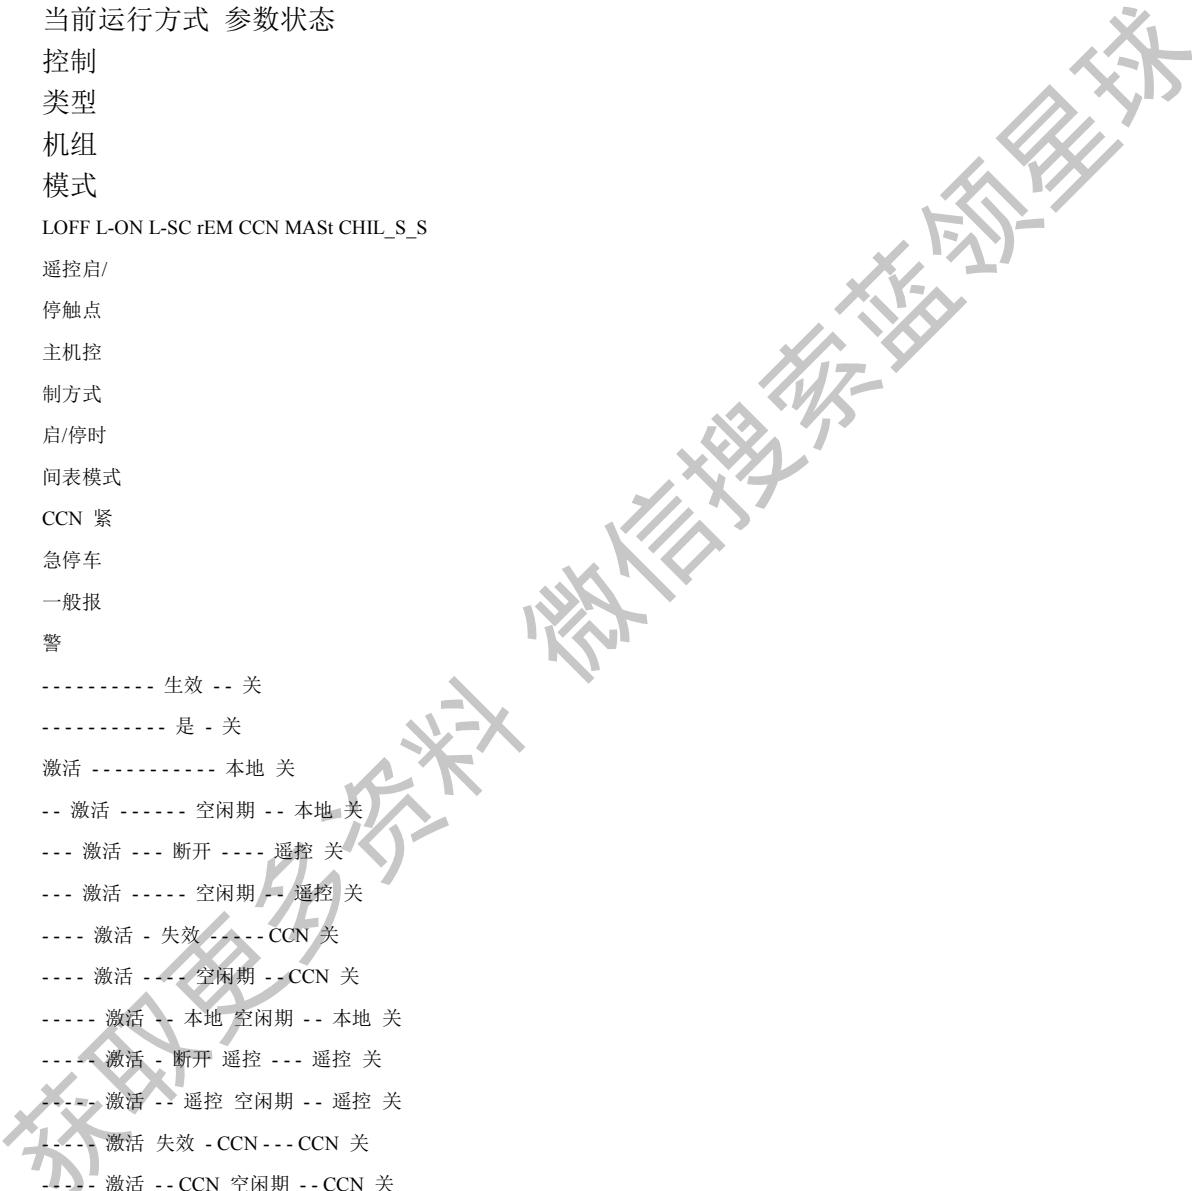 当前运行方式 参数状态
控制
类型
机组
模式
LOFF L-ON L-SC rEM CCN MASt CHIL_S_S
遥控启/
停触点
主机控
制方式
启/停时
间表模式
CCN 紧
急停车
一般报
警
- - - - - - - - - - 生效 - - 关
- - - - - - - - - - - 是 - 关
激活 - - - - - - - - - - - 本地 关
- - 激活 - - - - - - 空闲期 - - 本地 关
- - - 激活 - - - 断开 - - - - 遥控 关
- - - 激活 - - - - - 空闲期 - - 遥控 关
- - - - 激活 - 失效 - - - - - CCN 关
- - - - 激活 - - - - 空闲期 - - CCN 关
- - - - - 激活 - - 本地 空闲期 - - 本地 关
- - - - - 激活 - 断开 遥控 - - - 遥控 关
- - - - - 激活 - - 遥控 空闲期 - - 遥控 关
- - - - - 激活 失效 - CCN - - - CCN 关
- - - - - 激活 - - CCN 空闲期 - - CCN 关
获取更多资料 微信搜索蓝领星球